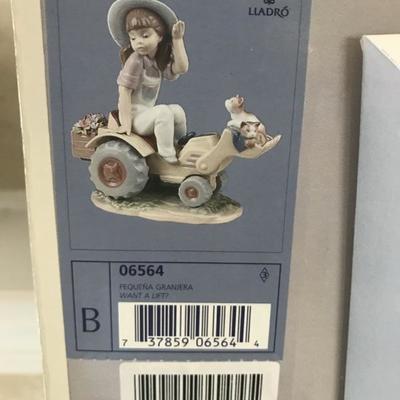 LLADRÓ
06564
PEQUEÑA GRANJERA
WANT A LIFT?
B
7 37859 06564 4